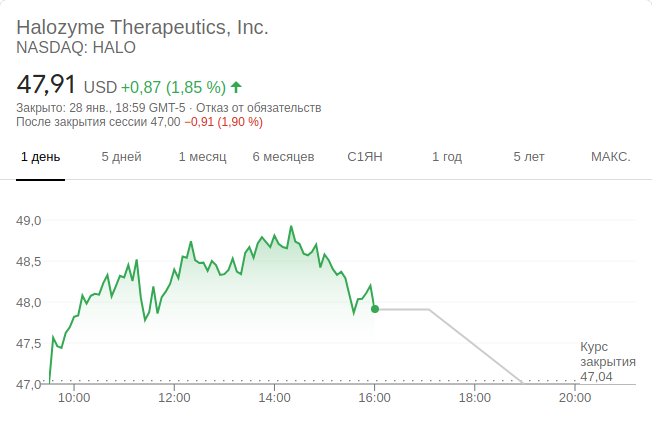 Halozyme Therapeutics, Inc.
NASDAQ: HALO
47,91 USD +0,87 (1,85 %)
Закрыто: 28 янв., 18:59 GMT-5 · Отказ от обязательств
После закрытия сессии 47,00 −0,91 (1,90 %)
1 день 5 дней 1 месяц 6 месяцев С1ЯН 1 год 5 лет МАКС.
49,0
48,5
48,0
47,5
Курс
закрытия
47,04
47,0
10:00 12:00 14:00 16:00 18:00 20:00